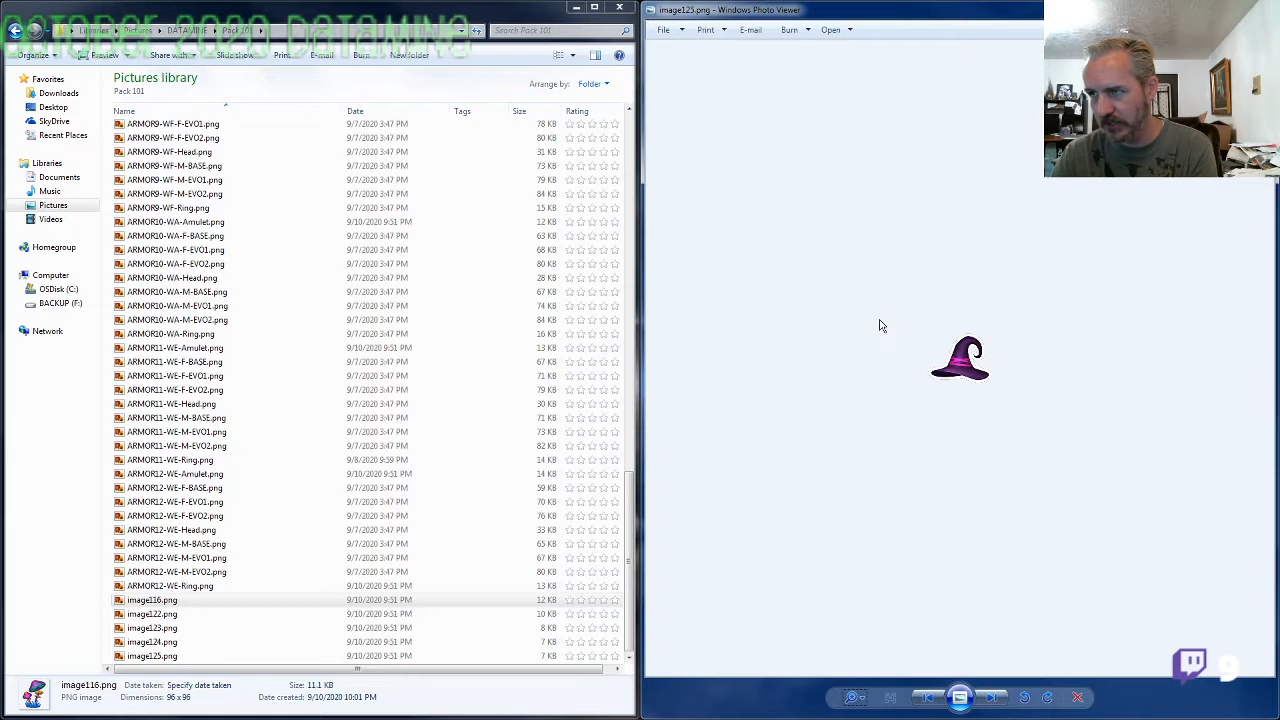 image125.png - Windows Photo Viewer
Libraries ▸ Pictures ▸ DATAMINE ▸ Pack 101
Search Pack 101
2021 DATAMINE
Organize Preview Share with Slide show Print E-mail Burn New folder
File Print E-mail Burn Open
Pictures library
Pack 101
Arrange by: Folder
Name Date Tags Size Rating
Favorites
Downloads
Desktop
SkyDrive
Recent Places
Libraries
Documents
Music
Pictures
Videos
Homegroup
Computer
OSDisk (C:)
BACKUP (F:)
Network
ARMOR9-WF-F-EVO1.png 9/7/2020 3:47 PM 78 KB
ARMOR9-WF-F-EVO2.png 9/7/2020 3:47 PM 80 KB
ARMOR9-WF-Head.png 9/7/2020 3:47 PM 31 KB
ARMOR9-WF-M-BASE.png 9/7/2020 3:47 PM 73 KB
ARMOR9-WF-M-EVO1.png 9/7/2020 3:47 PM 79 KB
ARMOR9-WF-M-EVO2.png 9/7/2020 3:47 PM 84 KB
ARMOR9-WF-Ring.png 9/7/2020 3:47 PM 15 KB
ARMOR10-WA-Amulet.png 9/10/2020 9:51 PM 12 KB
ARMOR10-WA-F-BASE.png 9/7/2020 3:47 PM 63 KB
ARMOR10-WA-F-EVO1.png 9/7/2020 3:47 PM 68 KB
ARMOR10-WA-F-EVO2.png 9/7/2020 3:47 PM 80 KB
ARMOR10-WA-Head.png 9/7/2020 3:47 PM 28 KB
ARMOR10-WA-M-BASE.png 9/7/2020 3:47 PM 67 KB
ARMOR10-WA-M-EVO1.png 9/7/2020 3:47 PM 74 KB
ARMOR10-WA-M-EVO2.png 9/7/2020 3:47 PM 84 KB
ARMOR10-WA-Ring.png 9/7/2020 3:47 PM 16 KB
ARMOR11-WE-Amulet.png 9/10/2020 9:51 PM 13 KB
ARMOR11-WE-F-BASE.png 9/7/2020 3:47 PM 67 KB
ARMOR11-WE-F-EVO1.png 9/7/2020 3:47 PM 71 KB
ARMOR11-WE-F-EVO2.png 9/7/2020 3:47 PM 79 KB
ARMOR11-WE-Head.png 9/7/2020 3:47 PM 30 KB
ARMOR11-WE-M-BASE.png 9/7/2020 3:47 PM 71 KB
ARMOR11-WE-M-EVO1.png 9/7/2020 3:47 PM 73 KB
ARMOR11-WE-M-EVO2.png 9/7/2020 3:47 PM 82 KB
ARMOR11-WE-Ring.png 9/8/2020 9:59 PM 14 KB
ARMOR12-WE-Amulet.png 9/10/2020 9:51 PM 14 KB
ARMOR12-WE-F-BASE.png 9/7/2020 3:47 PM 59 KB
ARMOR12-WE-F-EVO1.png 9/7/2020 3:47 PM 70 KB
ARMOR12-WE-F-EVO2.png 9/7/2020 3:47 PM 76 KB
ARMOR12-WE-Head.png 9/7/2020 3:47 PM 33 KB
ARMOR12-WE-M-BASE.png 9/7/2020 3:47 PM 65 KB
ARMOR12-WE-M-EVO1.png 9/7/2020 3:47 PM 67 KB
ARMOR12-WE-M-EVO2.png 9/7/2020 3:47 PM 80 KB
ARMOR12-WE-Ring.png 9/10/2020 9:51 PM 13 KB
image116.png 9/10/2020 9:51 PM 12 KB
image122.png 9/10/2020 9:51 PM 10 KB
image123.png 9/10/2020 9:51 PM 8 KB
image124.png 9/10/2020 9:51 PM 7 KB
image125.png 9/10/2020 9:51 PM 7 KB
image116.png Date taken: Specify date taken Size: 11.1 KB
PNG image Dimensions: 96 x 96 Date created: 9/10/2020 10:01 PM
9